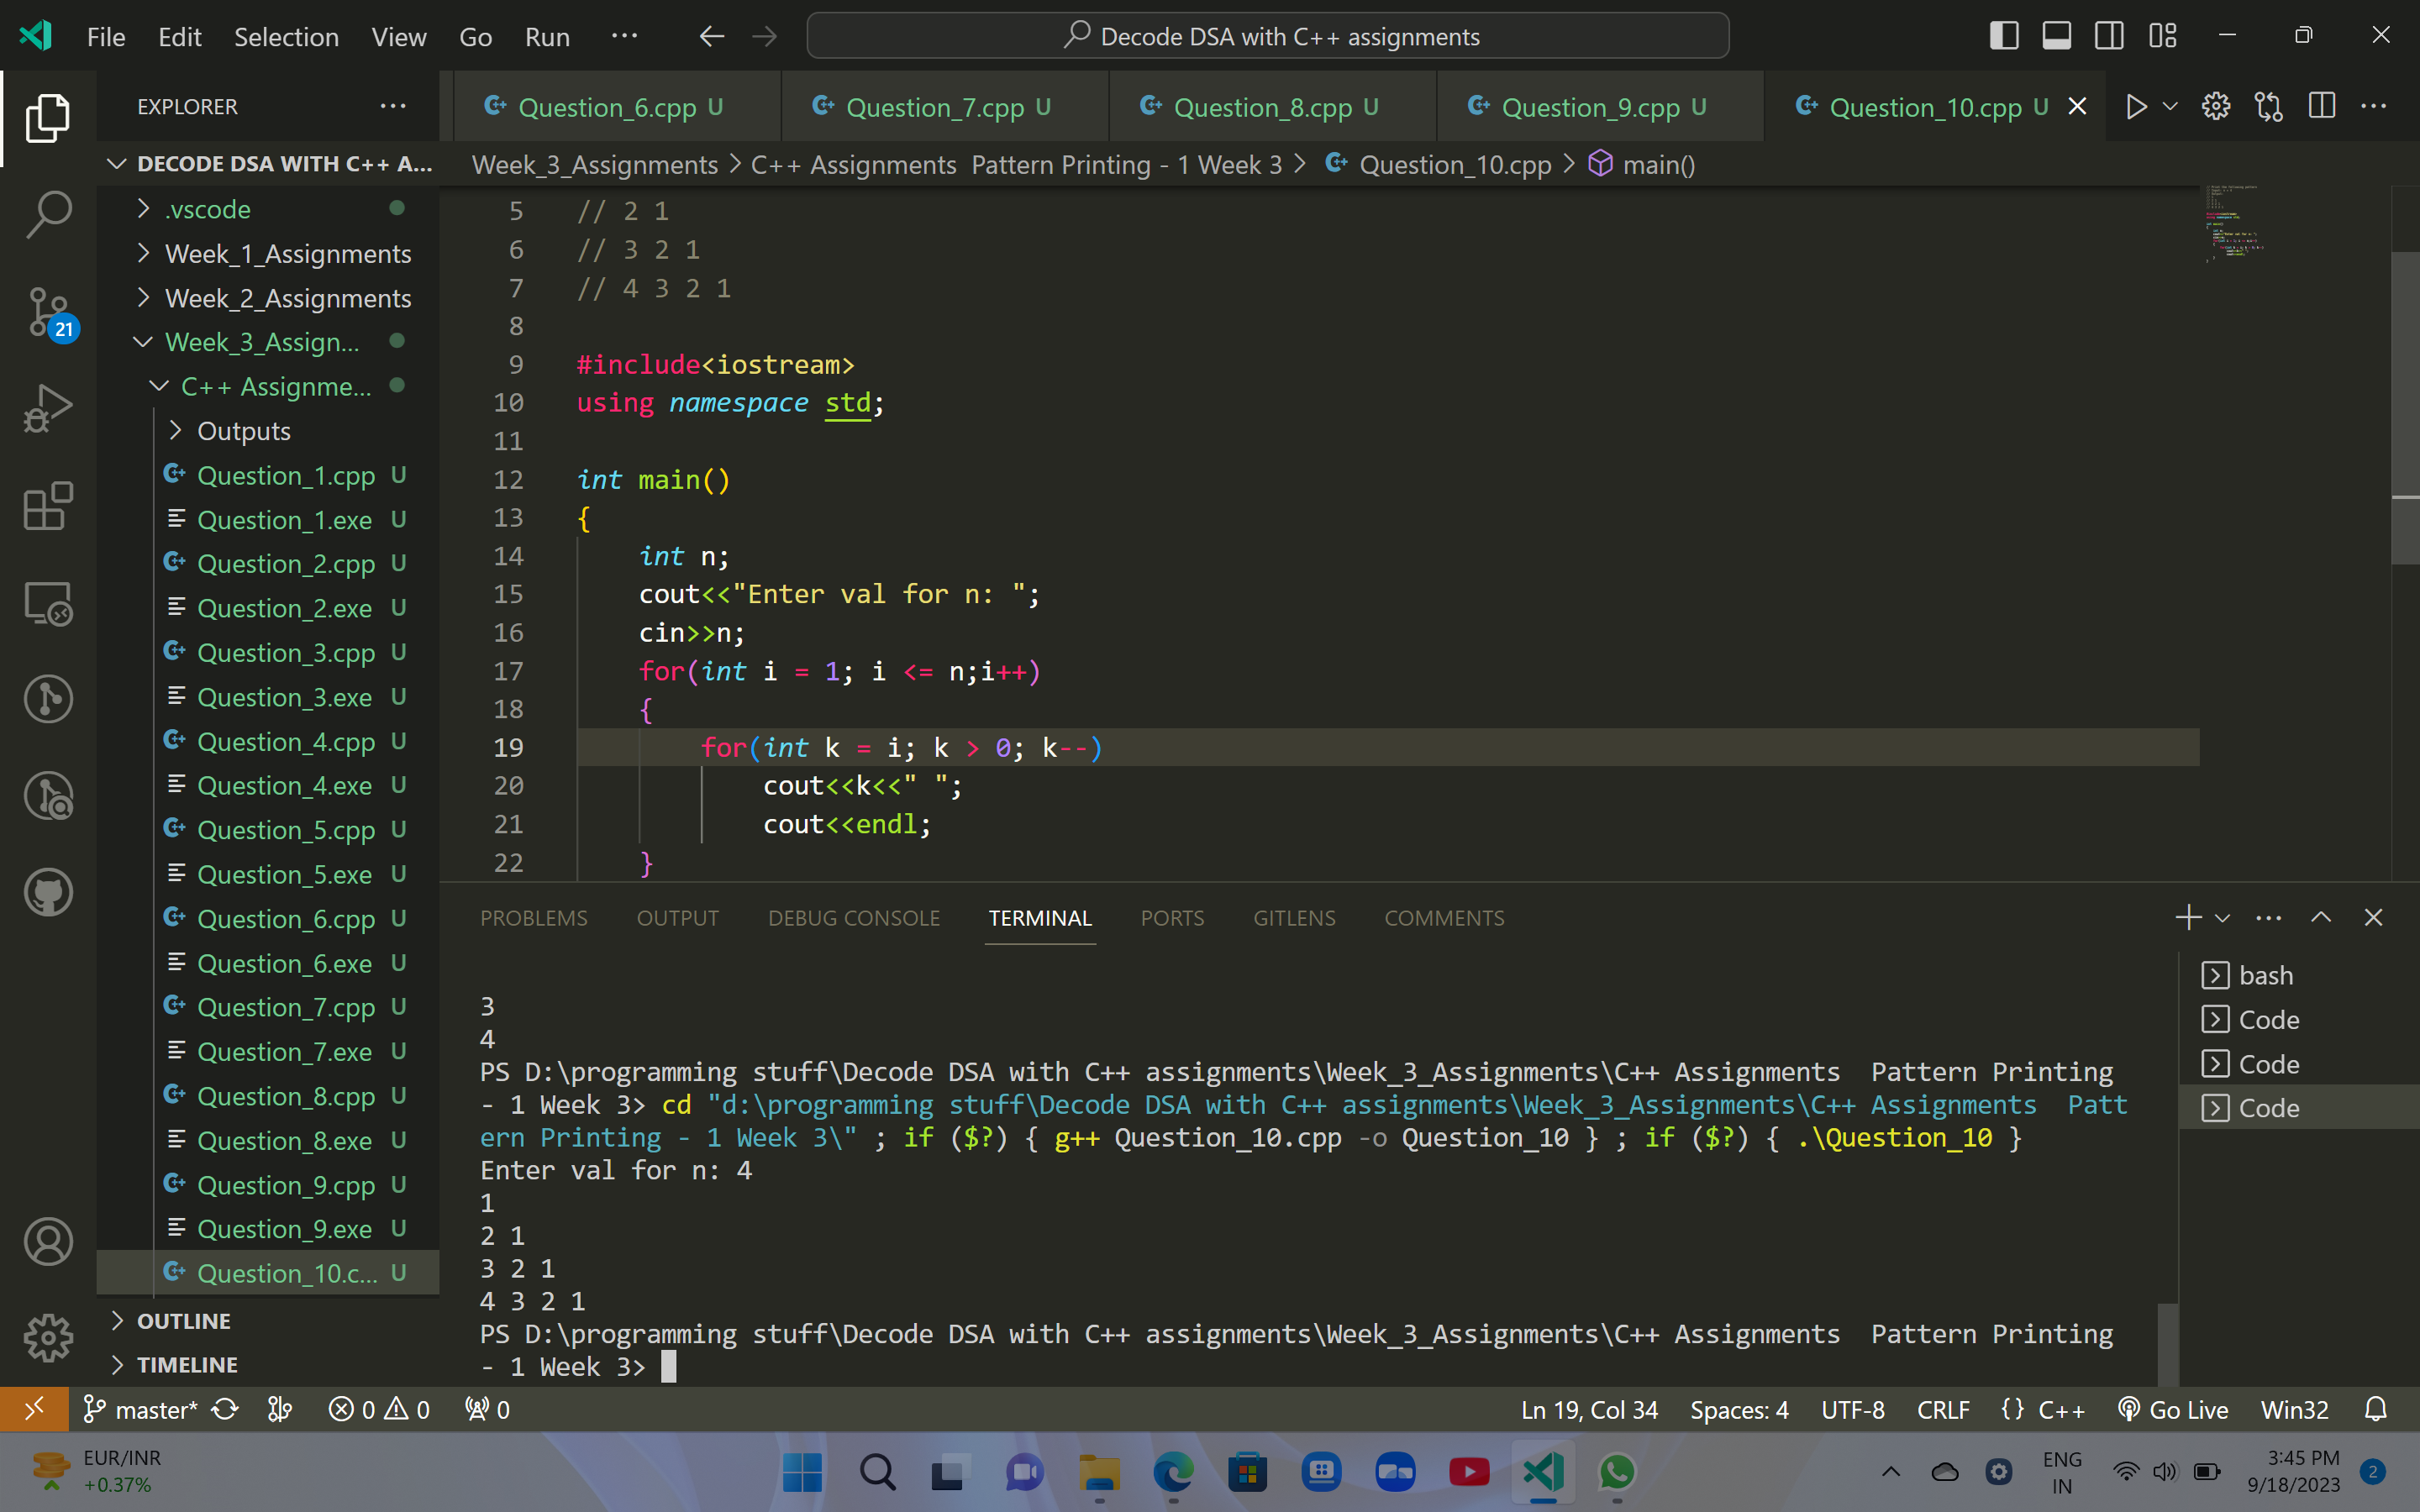 File Edit Selection View Go Run ··· Decode DSA with C++ assignments
EXPLORER ···
DECODE DSA WITH C++ A...
.vscode
Week_1_Assignments
Week_2_Assignments
Week_3_Assign...
C++ Assignme...
Outputs
Question_1.cpp U
Question_1.exe U
Question_2.cpp U
Question_2.exe U
Question_3.cpp U
Question_3.exe U
Question_4.cpp U
Question_4.exe U
Question_5.cpp U
Question_5.exe U
Question_6.cpp U
Question_6.exe U
Question_7.cpp U
Question_7.exe U
Question_8.cpp U
Question_8.exe U
Question_9.cpp U
Question_9.exe U
Question_10.c... U
OUTLINE
TIMELINE
21
Question_6.cpp U Question_7.cpp U Question_8.cpp U Question_9.cpp U Question_10.cpp U
Week_3_Assignments > C++ Assignments  Pattern Printing - 1 Week 3 > Question_10.cpp > main()
5 // 2 1
6 // 3 2 1
7 // 4 3 2 1
8
9 #include<iostream>
10 using namespace std;
11
12 int main()
13 {
14 int n;
15 cout<<"Enter val for n: ";
16 cin>>n;
17 for(int i = 1; i <= n;i++)
18 {
19 for(int k = i; k > 0; k--)
20 cout<<k<<" ";
21 cout<<endl;
22 }
PROBLEMS OUTPUT DEBUG CONSOLE TERMINAL PORTS GITLENS COMMENTS
3
4
PS D:\programming stuff\Decode DSA with C++ assignments\Week_3_Assignments\C++ Assignments  Pattern Printing
- 1 Week 3> cd "d:\programming stuff\Decode DSA with C++ assignments\Week_3_Assignments\C++ Assignments  Patt
ern Printing - 1 Week 3\" ; if ($?) { g++ Question_10.cpp -o Question_10 } ; if ($?) { .\Question_10 }
Enter val for n: 4
1
2 1
3 2 1
4 3 2 1
PS D:\programming stuff\Decode DSA with C++ assignments\Week_3_Assignments\C++ Assignments  Pattern Printing
- 1 Week 3>
bash
Code
Code
Code
master* 0 0 0 Ln 19, Col 34 Spaces: 4 UTF-8 CRLF {} C++ Go Live Win32
EUR/INR
+0.37%
ENG
IN
3:45 PM
9/18/2023
2